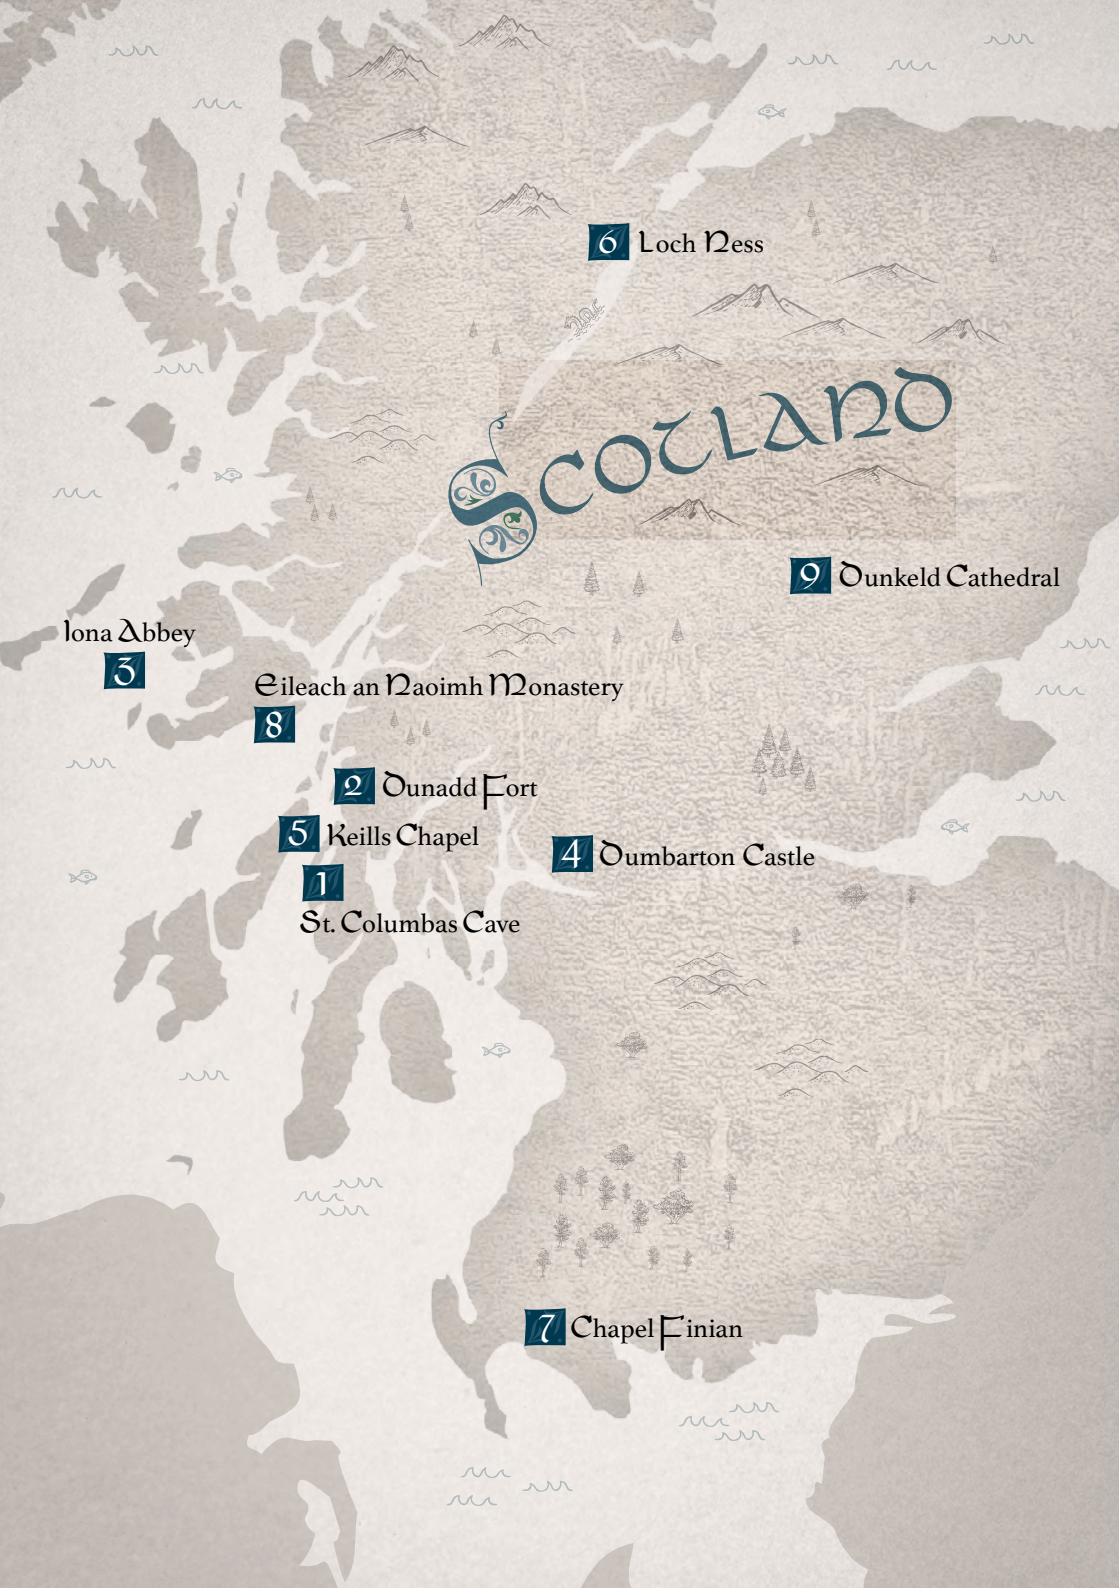 6 Loch Ness
Scotland
9 Dunkeld Cathedral
Iona Abbey
3
Eileach an Naoimh Monastery
8
2 Dunadd Fort
5 Keills Chapel
4 Dumbarton Castle
1
St. Columbas Cave
7 Chapel Finian